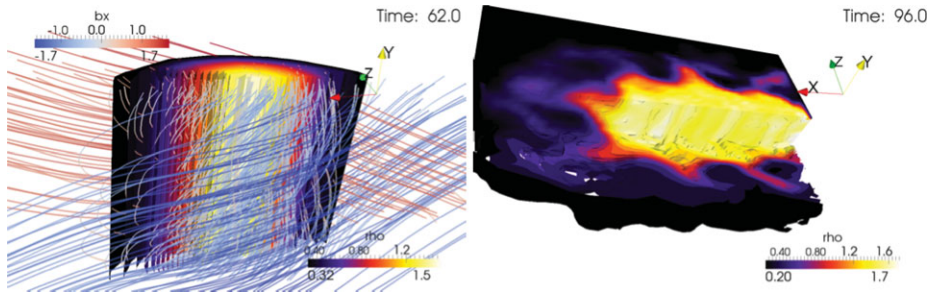 Time: 62.0
bx
-1.0 0.0 1.0
-1.7 1.7
Y
Z
rho
0.40 0.80 1.2
0.32 1.5
Time: 96.0
Z Y
X
rho
0.40 0.80 1.2 1.6
0.20 1.7